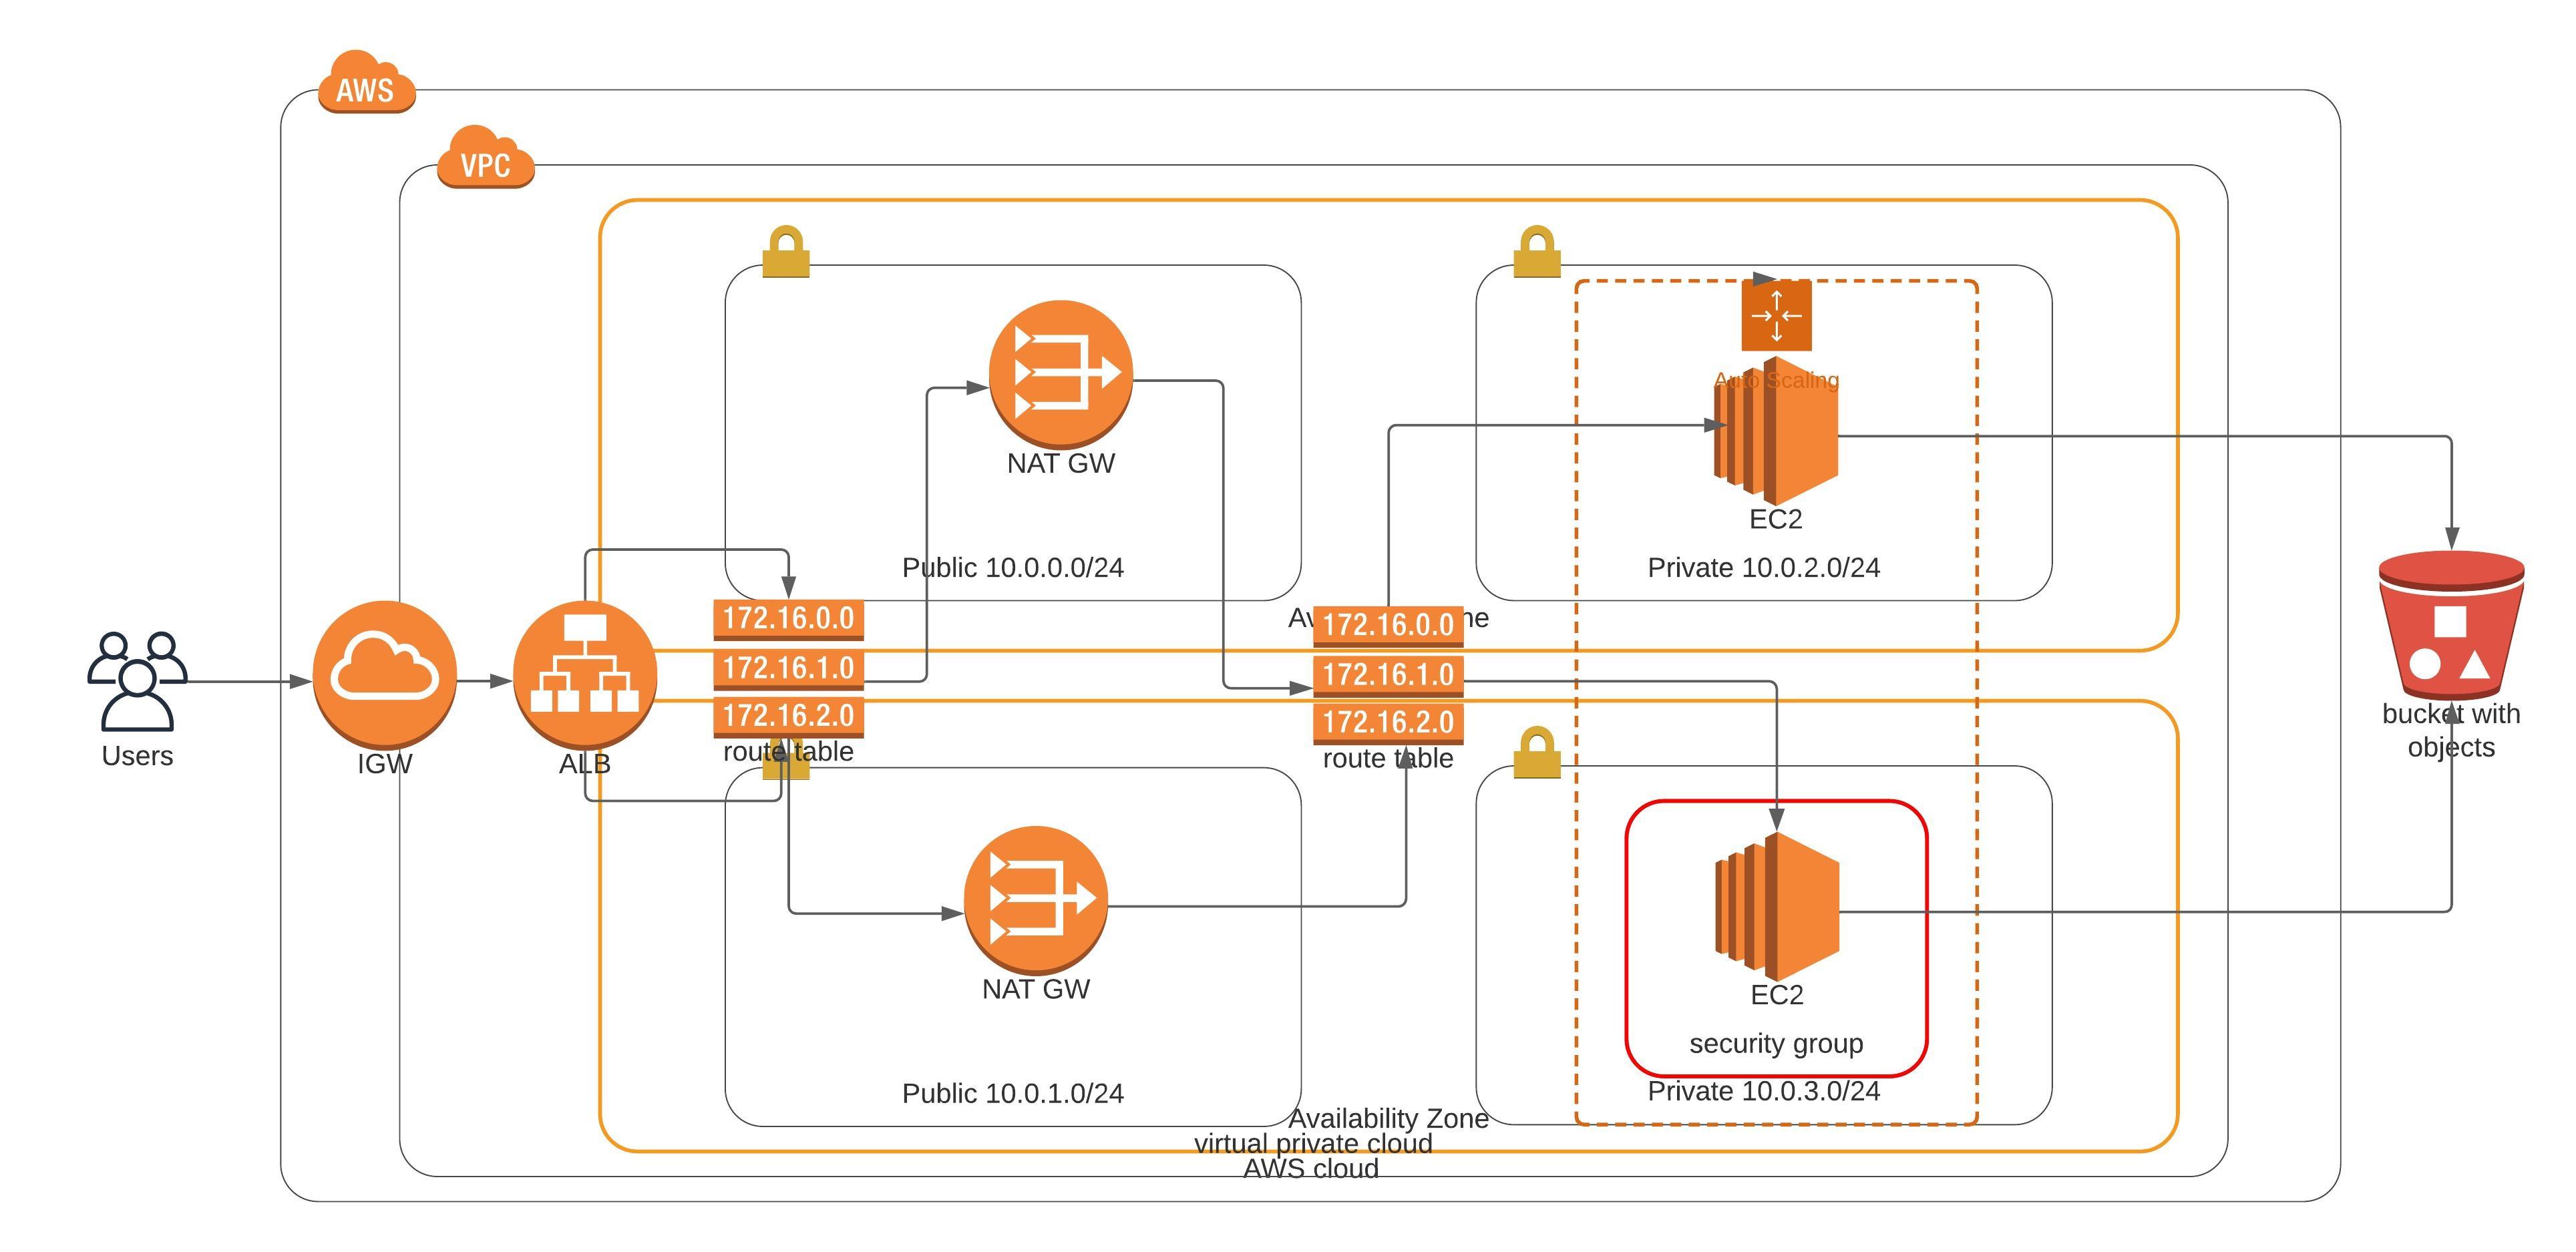 AWS
VPC
Auto Scaling
NAT GW
EC2
Public 10.0.0.0/24
Private 10.0.2.0/24
172.16.0.0
172.16.1.0
172.16.2.0
route table
172.16.0.0
172.16.1.0
172.16.2.0
route table
Users
IGW
ALB
bucket with
objects
NAT GW
EC2
security group
Public 10.0.1.0/24
Private 10.0.3.0/24
Availability Zone
virtual private cloud
AWS cloud